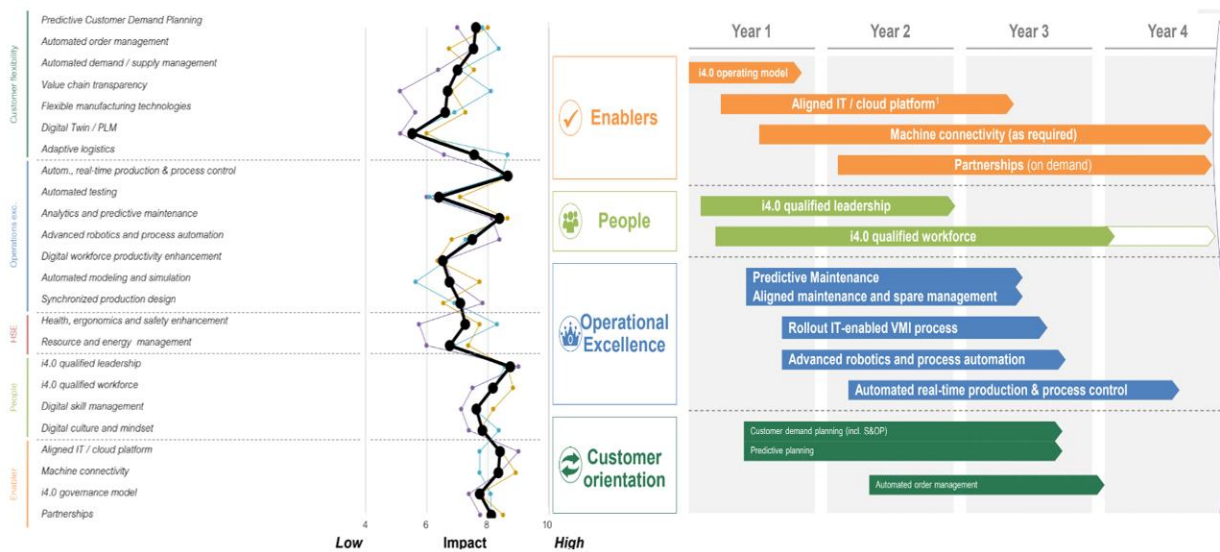 Customer flexibility
Predictive Customer Demand Planning
Automated order management
Automated demand / supply management
Value chain transparency
Flexible manufacturing technologies
Digital Twin / PLM
Adaptive logistics
Operations exc.
Autom., real-time production & process control
Automated testing
Analytics and predictive maintenance
Advanced robotics and process automation
Digital workforce productivity enhancement
Automated modeling and simulation
Synchronized production design
HSE
Health, ergonomics and safety enhancement
Resource and energy management
People
i4.0 qualified leadership
i4.0 qualified workforce
Digital skill management
Digital culture and mindset
Enabler
Aligned IT / cloud platform
Machine connectivity
i4.0 governance model
Partnerships
4 6 8 10
Low Impact High
Year 1 Year 2 Year 3 Year 4
Enablers
i4.0 operating model
Aligned IT / cloud platform¹
Machine connectivity (as required)
Partnerships (on demand)
People
i4.0 qualified leadership
i4.0 qualified workforce
Operational
Excellence
Predictive Maintenance
Aligned maintenance and spare management
Rollout IT-enabled VMI process
Advanced robotics and process automation
Automated real-time production & process control
Customer
orientation
Customer demand planning (incl. S&OP)
Predictive planning
Automated order management